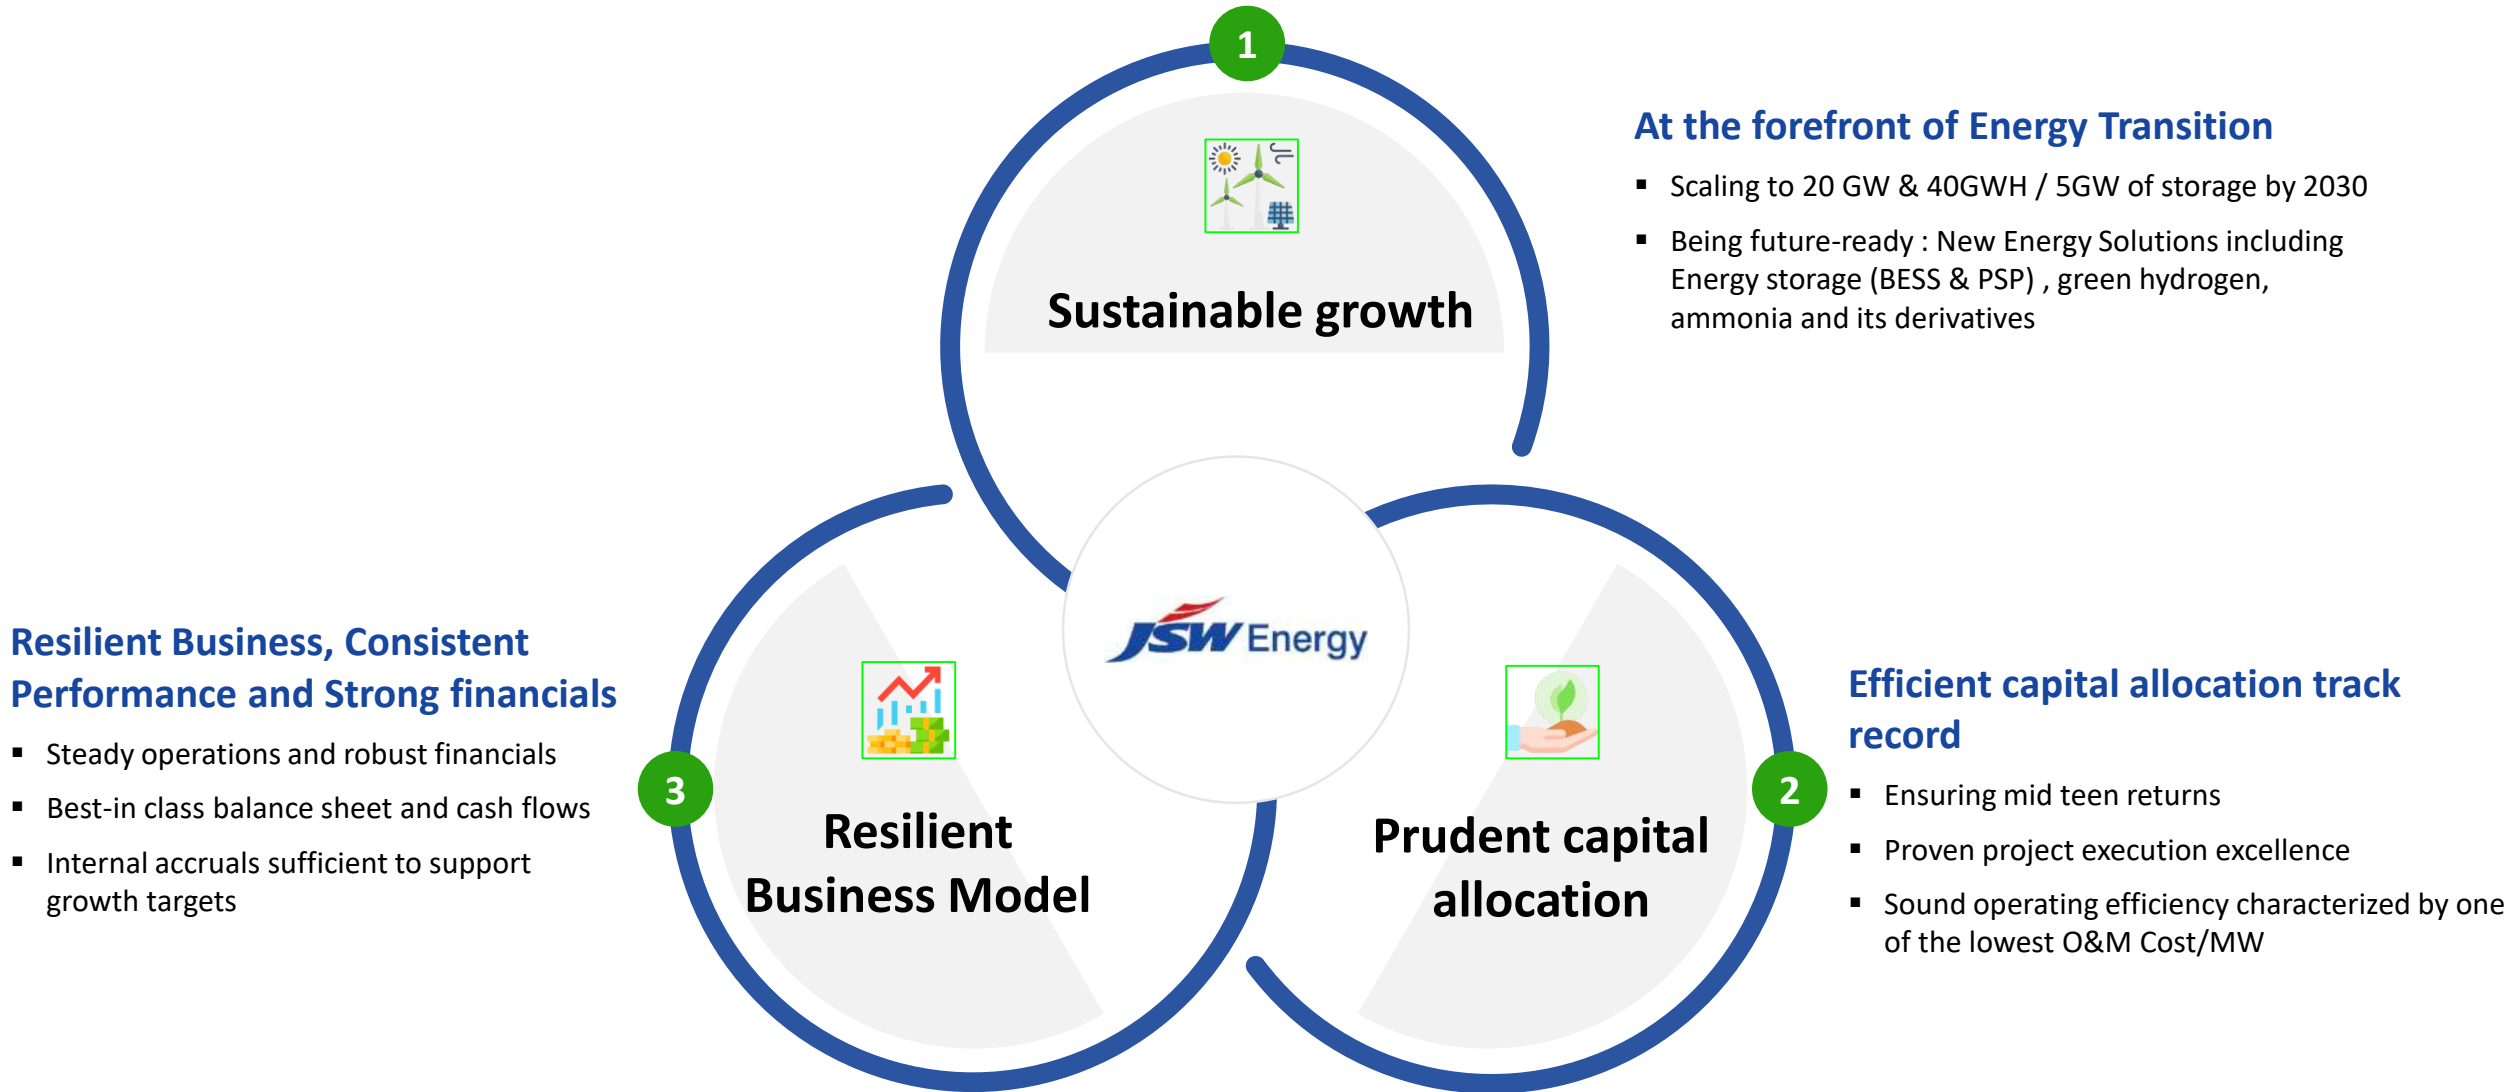 1
Sustainable growth
At the forefront of Energy Transition
▪ Scaling to 20 GW & 40GWH / 5GW of storage by 2030
▪ Being future-ready : New Energy Solutions including
Energy storage (BESS & PSP) , green hydrogen,
ammonia and its derivatives
JSW Energy
2
Prudent capital
allocation
Efficient capital allocation track
record
▪ Ensuring mid teen returns
▪ Proven project execution excellence
▪ Sound operating efficiency characterized by one
of the lowest O&M Cost/MW
3
Resilient
Business Model
Resilient Business, Consistent
Performance and Strong financials
▪ Steady operations and robust financials
▪ Best-in class balance sheet and cash flows
▪ Internal accruals sufficient to support
growth targets